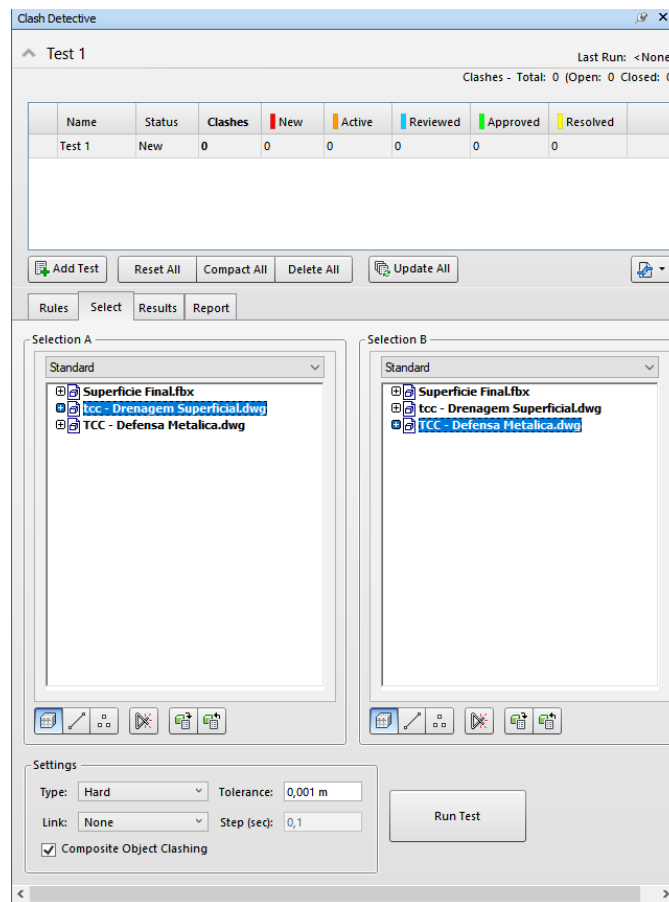 Clash Detective
Test 1
Last Run: <None
Clashes - Total: 0 (Open: 0 Closed: 0
Name Status Clashes New Active Reviewed Approved Resolved
Test 1 New 0 0 0 0 0 0
Add Test Reset All Compact All Delete All Update All
Rules Select Results Report
Selection A
Standard
Superficie Final.fbx
tcc - Drenagem Superficial.dwg
TCC - Defensa Metalica.dwg
Selection B
Standard
Superficie Final.fbx
tcc - Drenagem Superficial.dwg
TCC - Defensa Metalica.dwg
Settings
Type: Hard Tolerance: 0,001 m
Link: None Step (sec): 0,1
Composite Object Clashing
Run Test